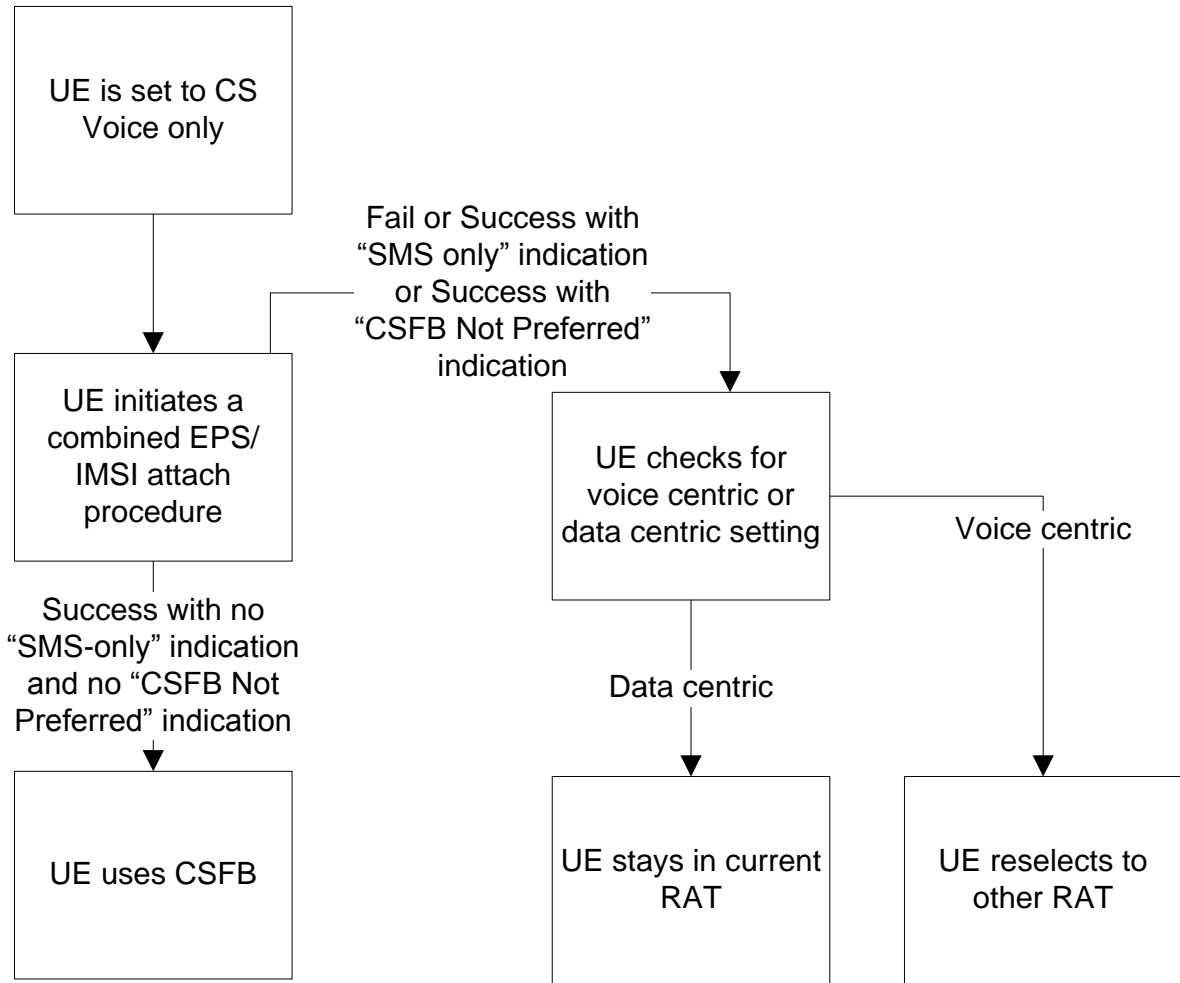 UE is set to CS
Voice only
Fail or Success with
“SMS only” indication
or Success with
“CSFB Not Preferred”
indication
UE initiates a
combined EPS/
IMSI attach
procedure
UE checks for
voice centric or
data centric setting
Voice centric
Success with no
“SMS-only” indication
and no “CSFB Not
Preferred” indication
Data centric
UE uses CSFB
UE stays in current
RAT
UE reselects to
other RAT